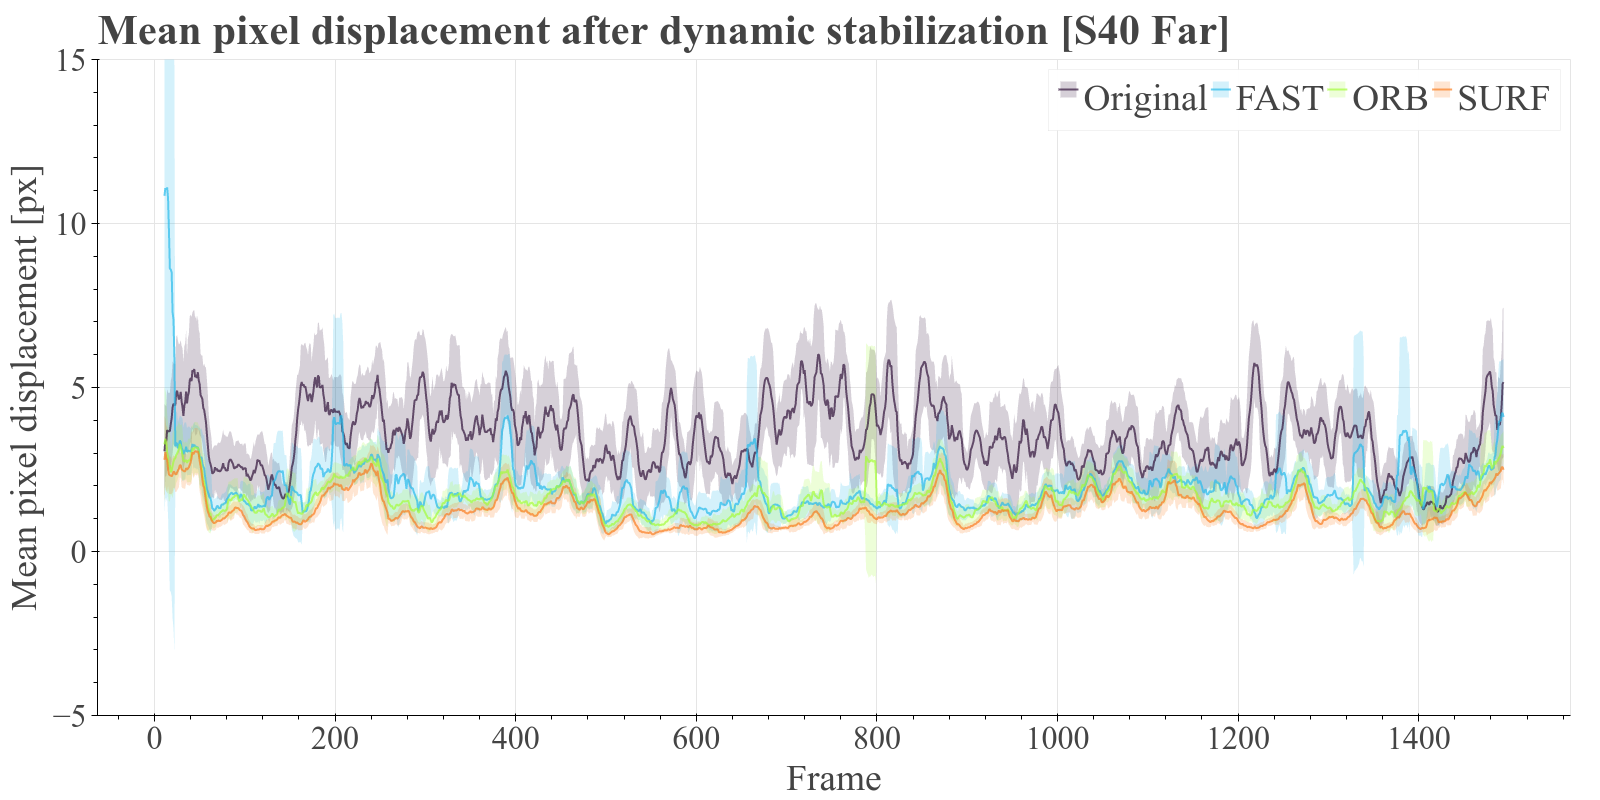 Mean pixel displacement after dynamic stabilization [S40 Far]
Original FAST ORB SURF
Mean pixel displacement [px]
15
10
5
0
−5
0 200 400 600 800 1000 1200 1400
Frame